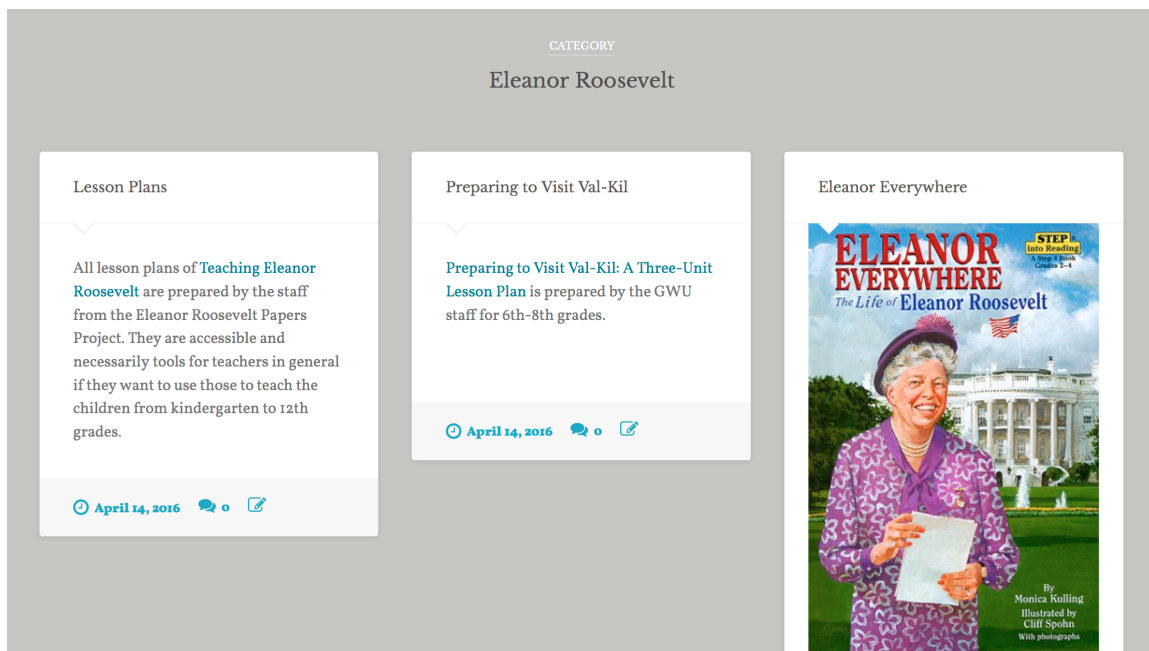 CATEGORY
Eleanor Roosevelt
Lesson Plans
All lesson plans of Teaching Eleanor
Roosevelt are prepared by the staff
from the Eleanor Roosevelt Papers
Project. They are accessible and
necessarily tools for teachers in general
if they want to use those to teach the
children from kindergarten to 12th
grades.
April 14, 2016 0
Preparing to Visit Val-Kil
Preparing to Visit Val-Kil: A Three-Unit
Lesson Plan is prepared by the GWU
staff for 6th-8th grades.
April 14, 2016 0
Eleanor Everywhere
ELEANOR
EVERYWHERE
The Life of Eleanor Roosevelt
STEP
into Reading
A Step 4 Book
Grades 2–4
By
Monica Kulling
Illustrated by
Cliff Spohn
With photographs